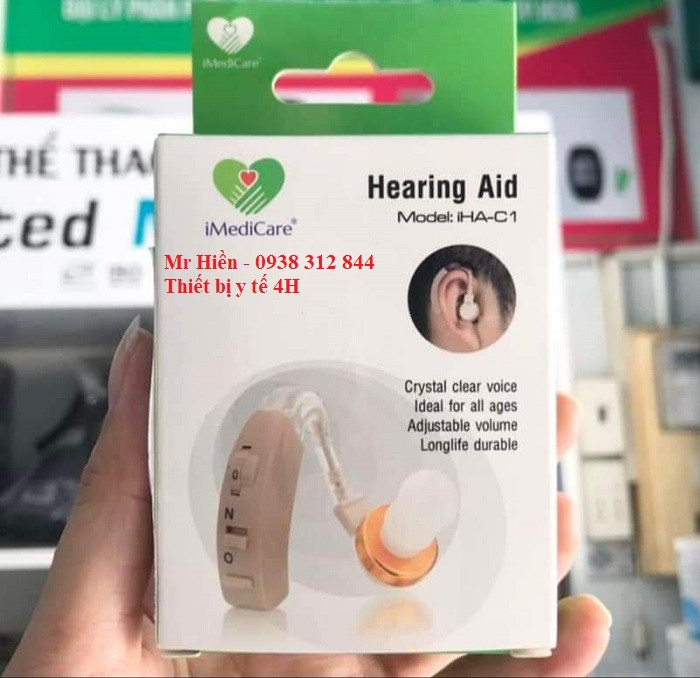 iMediCare
THẾ THAO
ted
iMediCare®
Hearing Aid
Model: iHA-C1
Mr Hiền - 0938 312 844
Thiết bị y tế 4H
Crystal clear voice
Ideal for all ages
Adjustable volume
Longlife durable
N
O